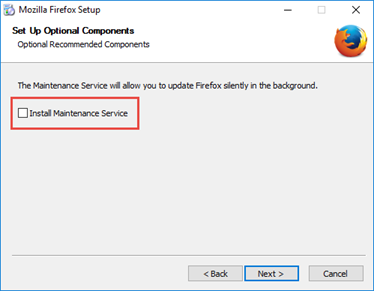 Mozilla Firefox Setup
Set Up Optional Components
Optional Recommended Components
The Maintenance Service will allow you to update Firefox silently in the background.
Install Maintenance Service
< Back
Next >
Cancel